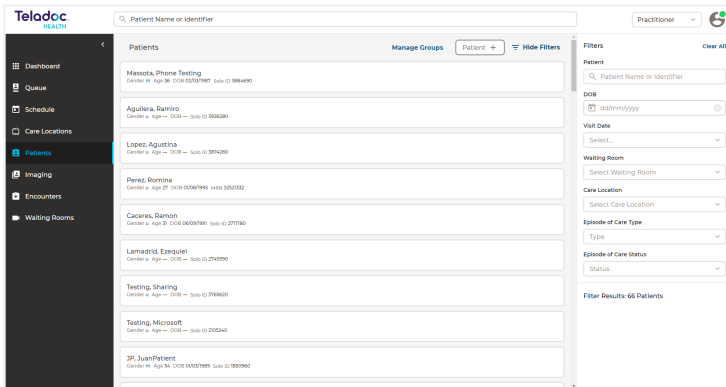 Teladoc
HEALTH
Patient Name or Identifier
Practitioner
Dashboard
Queue
Schedule
Care Locations
Patients
Imaging
Encounters
Waiting Rooms
Patients
Manage Groups
Patient +
Hide Filters
Massota, Phone Testing
Gender m Age 36 DOB 02/03/1987 Solo ID 3884690
Aguilera, Ramiro
Gender u Age — DOB — Solo ID 3926280
Lopez, Agustina
Gender u Age — DOB — Solo ID 3874260
Perez, Romina
Gender u Age 27 DOB 01/08/1995 MRN 32521332
Caceres, Ramon
Gender u Age 31 DOB 06/09/1991 Solo ID 2717180
Lamadrid, Ezequiel
Gender u Age — DOB — Solo ID 2745590
Testing, Sharing
Gender u Age — DOB — Solo ID 3765620
Testing, Microsoft
Gender u Age — DOB — Solo ID 2105240
JP, JuanPatient
Gender m Age 34 DOB 01/03/1989 Solo ID 1850960
Filters
Clear All
Patient
Patient Name or Identifier
DOB
dd/mm/yyyy
Visit Date
Select...
Waiting Room
Select Waiting Room
Care Location
Select Care Location
Episode of Care Type
Type
Episode of Care Status
Status
Filter Results: 66 Patients